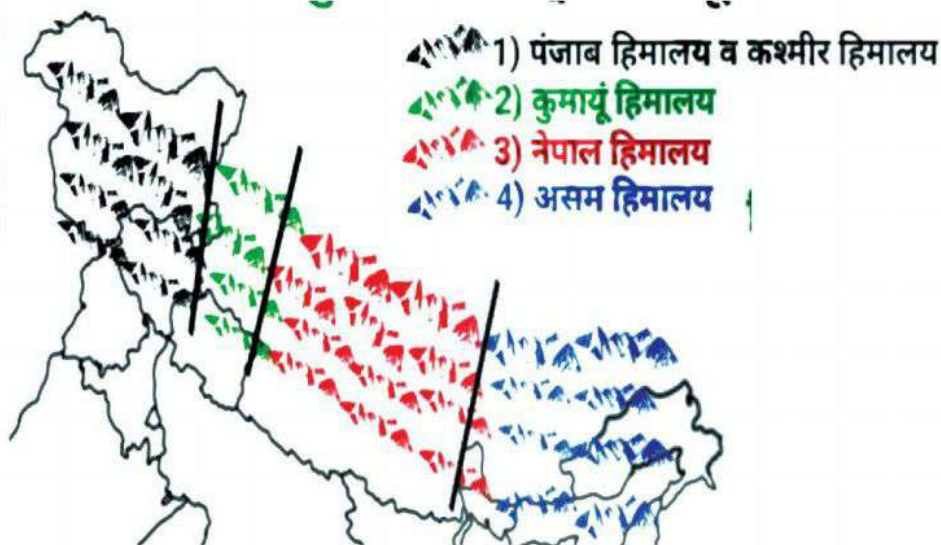 1) पंजाब हिमालय व कश्मीर हिमालय
2) कुमायूं हिमालय
3) नेपाल हिमालय
4) असम हिमालय